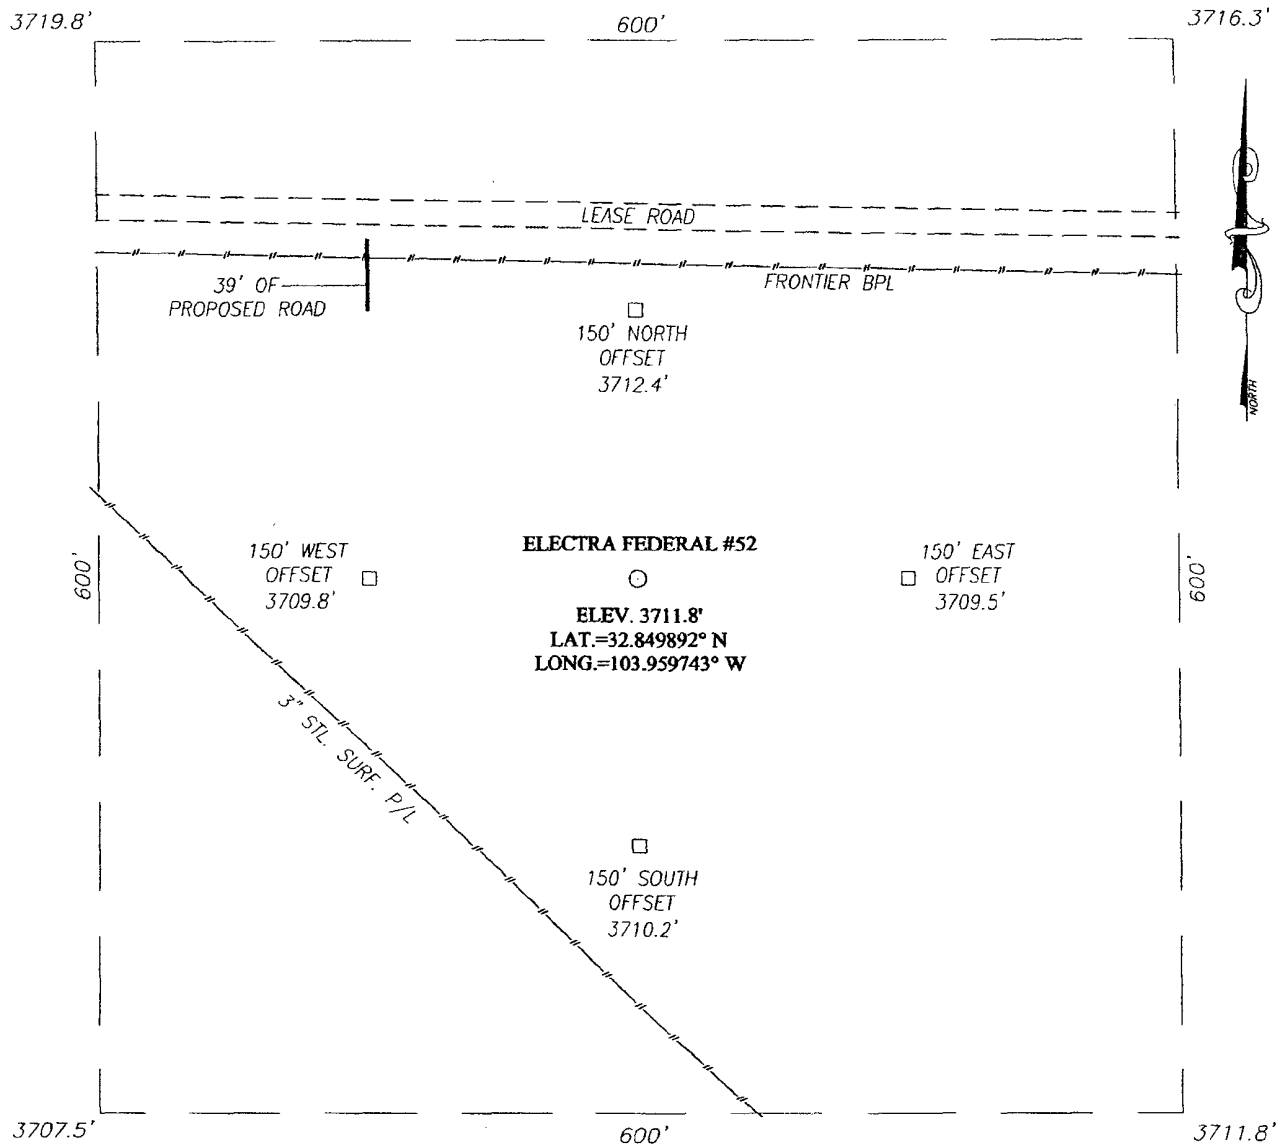 3719.8'
600'
3716.3'
LEASE ROAD
FRONTIER BPL
39' OF
PROPOSED ROAD
150' NORTH
OFFSET
3712.4'
NORTH
600'
150' WEST
OFFSET
3709.8'
ELECTRA FEDERAL #52
ELEV. 3711.8'
LAT.=32.849892° N
LONG.=103.959743° W
150' EAST
OFFSET
3709.5'
600'
3" STL. SURF. P/L
150' SOUTH
OFFSET
3710.2'
3707.5'
600'
3711.8'